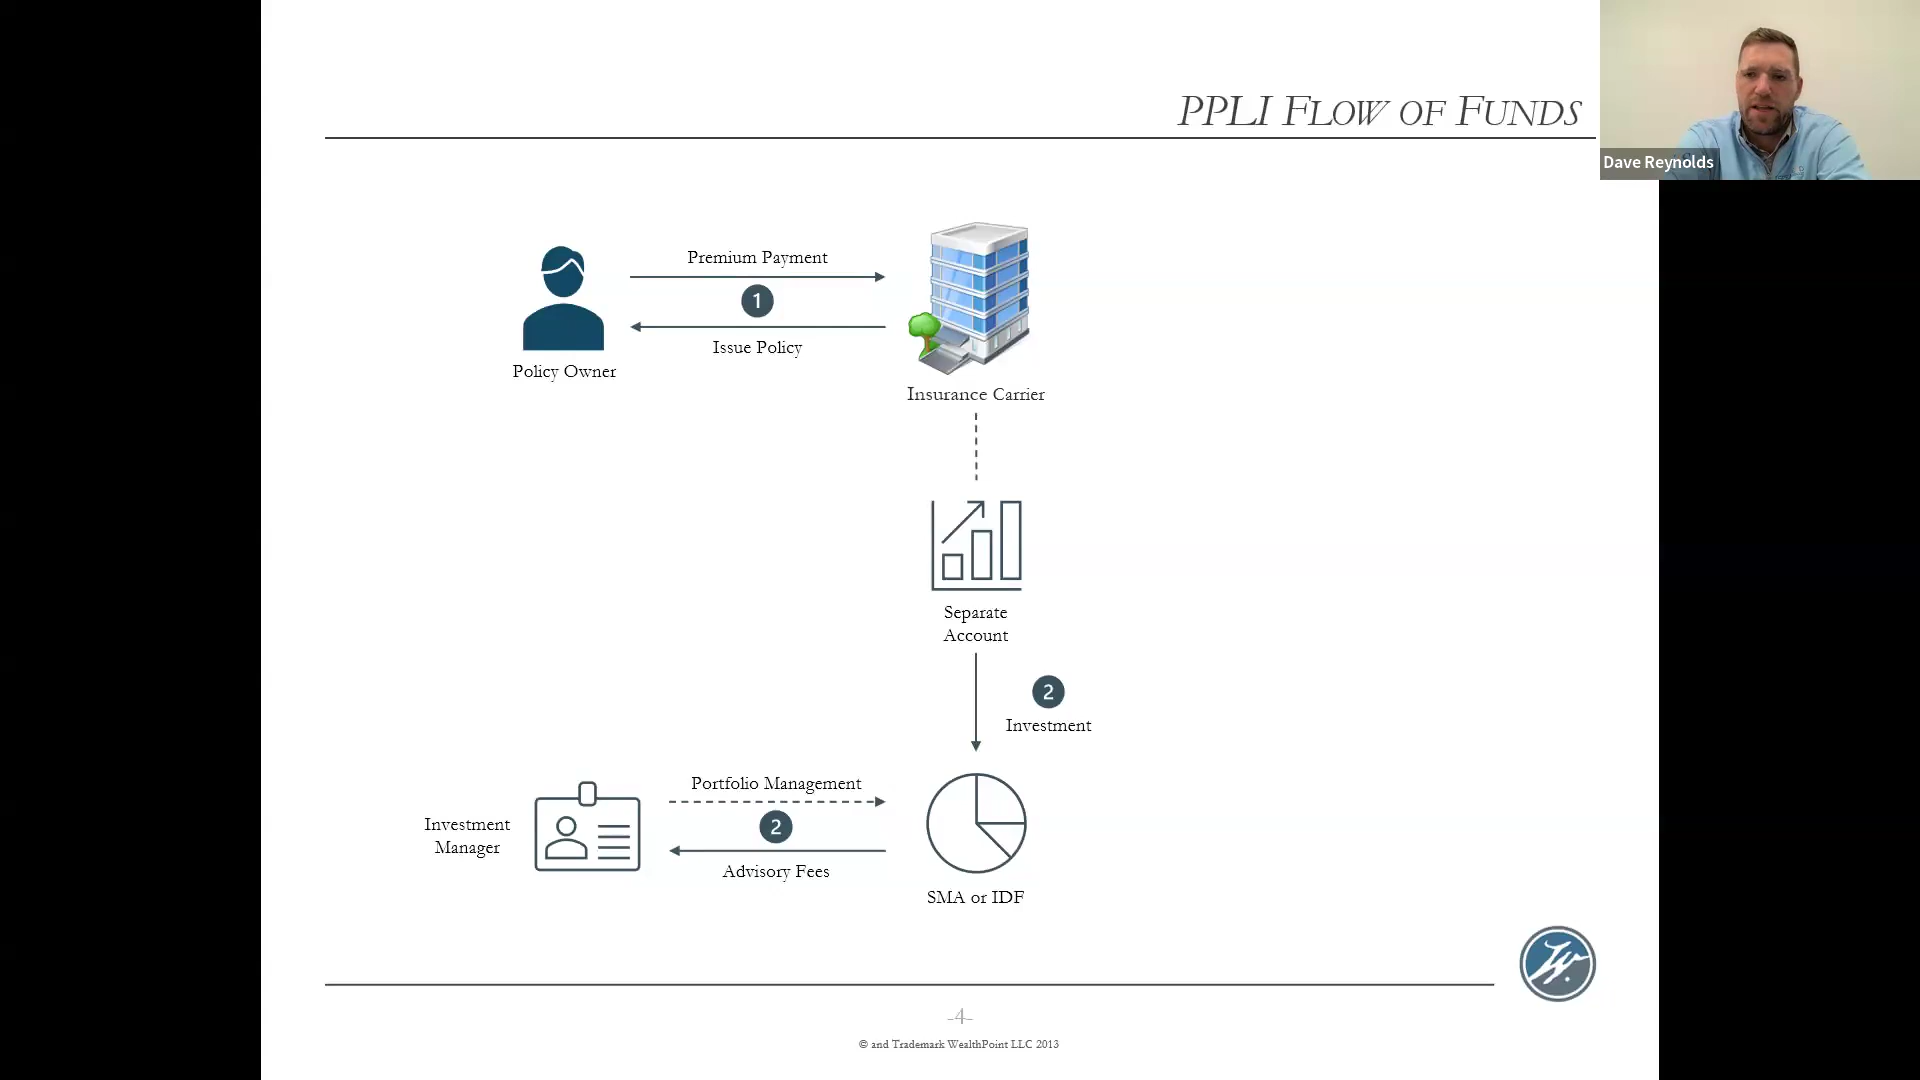 PPLI FLOW OF FUNDS
Dave Reynolds
Premium Payment
1
Issue Policy
Policy Owner
Insurance Carrier
Separate
Account
2
Investment
Portfolio Management
Investment
Manager
2
Advisory Fees
SMA or IDF
-4-
© and Trademark WealthPoint LLC 2013